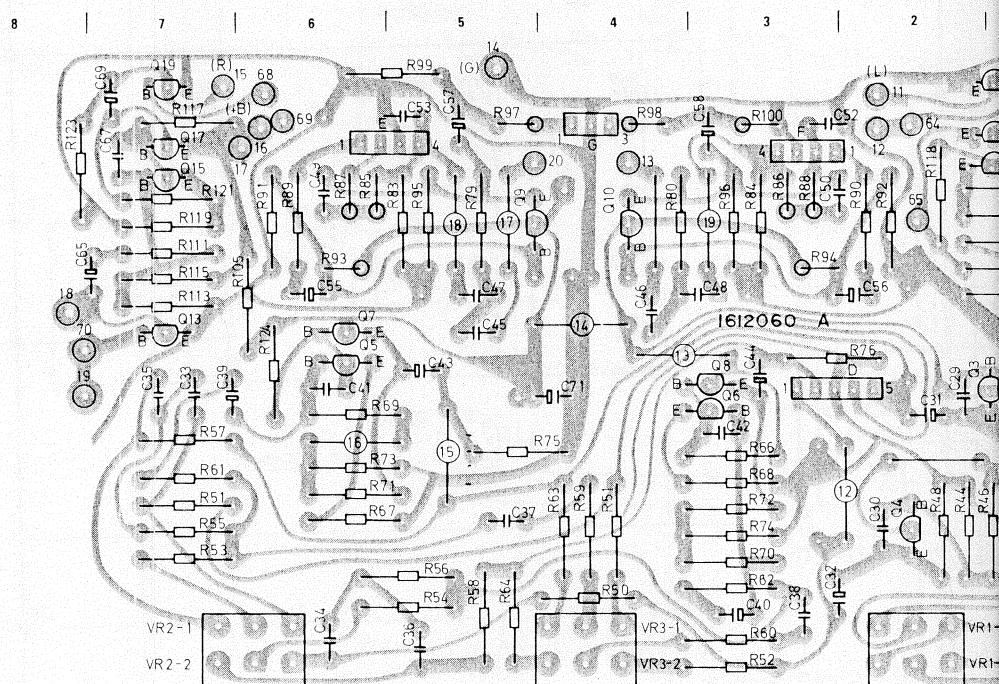 8 7 6 5 4 3 2
14
C69 Q19 (R) 15 68 R99 (G) (L) 11
B E
R117 (+B) 69 C53 C57 R97 R98 C58 R100 C52 64
R123 C67 Q17 16 E 1 4 G 3 F 4 1 12 E
B E 17 20 13 R118
Q15
B E
R121 R91 R89 C49 R87 R85 R83 R95 R79 Q9 E Q10 E R80 R96 R84 R86 R88 C50 R90 R92
R119 18 17 19 65
R111 B B
C65 R105 R93 R94
R115 C55 C47 C48 C56
R113 C46
18 Q13 Q7 C45 14 1612060 A
B E B E
70 R124 Q5 13 R76
B E C43 C44 D
19 C35 C33 C39 C41 C71 Q8 B E 1 5 C29 Q3 B
Q6 E B C31 E
R69 C42
R57 16 15 R75 R66
R73
R61 R68
R71 12
R51 R63 R59 R51 R72 C30 Q4 B R48 R44 R46
R67 C37
R55 R74
R53 R70 E
R56 R62 C32
R54 R58 R64 R50
C40 C38
VR2-1 C34 C36 VR3-1 R60 VR1-
VR2-2 VR3-2 R52 VR1-